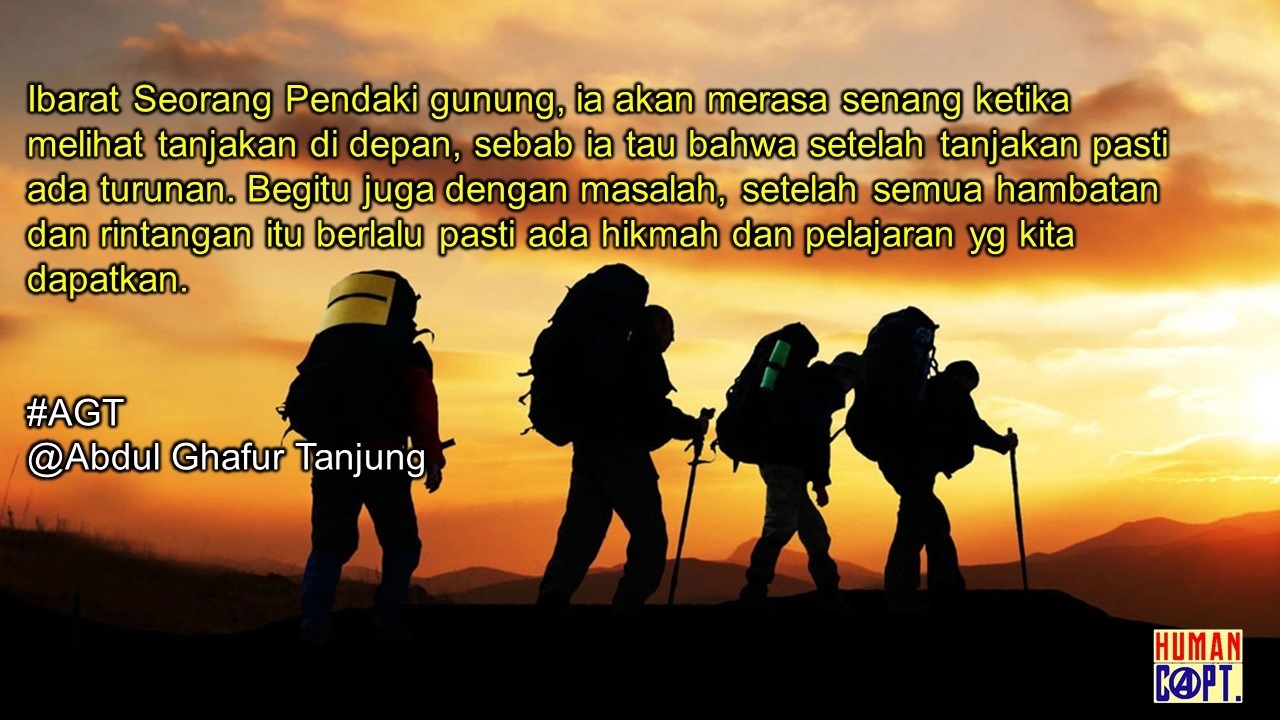 Ibarat Seorang Pendaki gunung, ia akan merasa senang ketika
melihat tanjakan di depan, sebab ia tau bahwa setelah tanjakan pasti
ada turunan. Begitu juga dengan masalah, setelah semua hambatan
dan rintangan itu berlalu pasti ada hikmah dan pelajaran yg kita
dapatkan.
#AGT
@Abdul Ghafur Tanjung
HUMAN
CAPT.